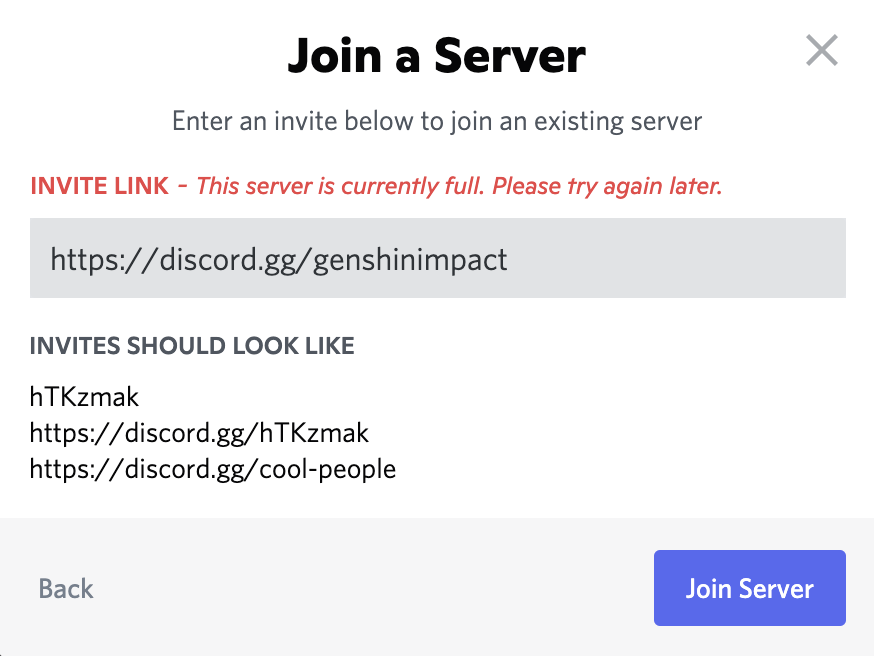 Join a Server
Enter an invite below to join an existing server
INVITE LINK - This server is currently full. Please try again later.
https://discord.gg/genshinimpact
INVITES SHOULD LOOK LIKE
hTKzmak
https://discord.gg/hTKzmak
https://discord.gg/cool-people
Back
Join Server